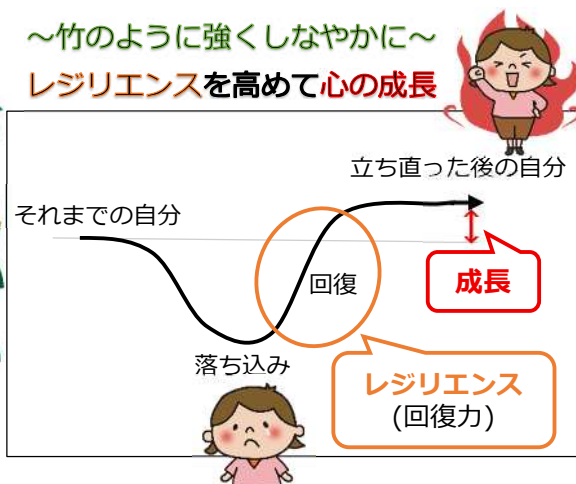 ～竹のように強くしなやかに～
レジリエンスを高めて心の成長
立ち直った後の自分
それまでの自分
成長
回復
落ち込み
レジリエンス
(回復力)